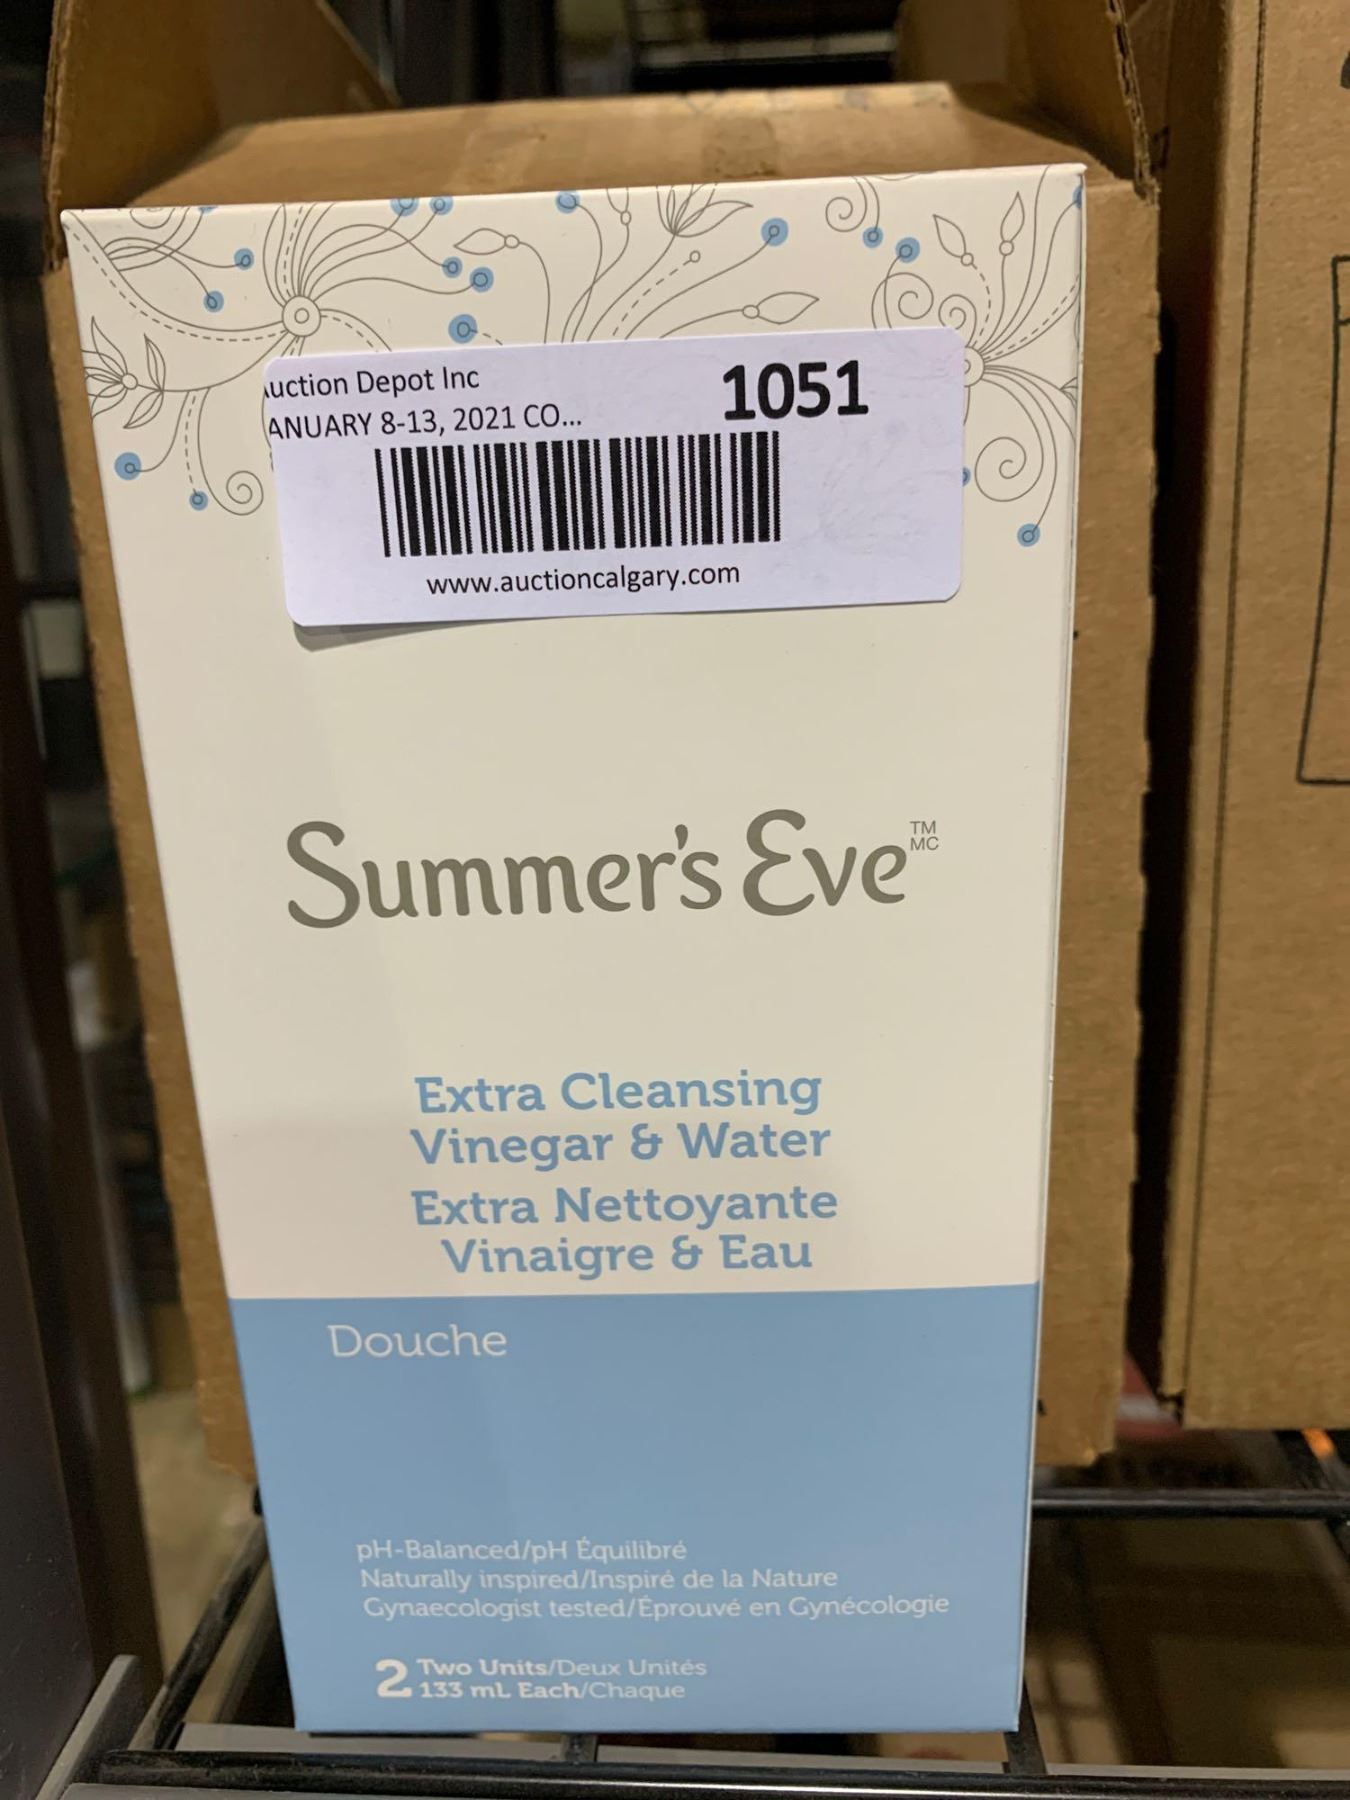 uction Depot Inc
ANUARY 8-13, 2021 CO...
1051
www.auctioncalgary.com
Summer's Eve TM
MC
Extra Cleansing
Vinegar & Water
Extra Nettoyante
Vinaigre & Eau
Douche
pH-Balanced/pH Équilibré
Naturally inspired/Inspiré de la Nature
Gynaecologist tested/Éprouvé en Gynécologie
2 Two Units/Deux Unités
133 mL Each/Chaque